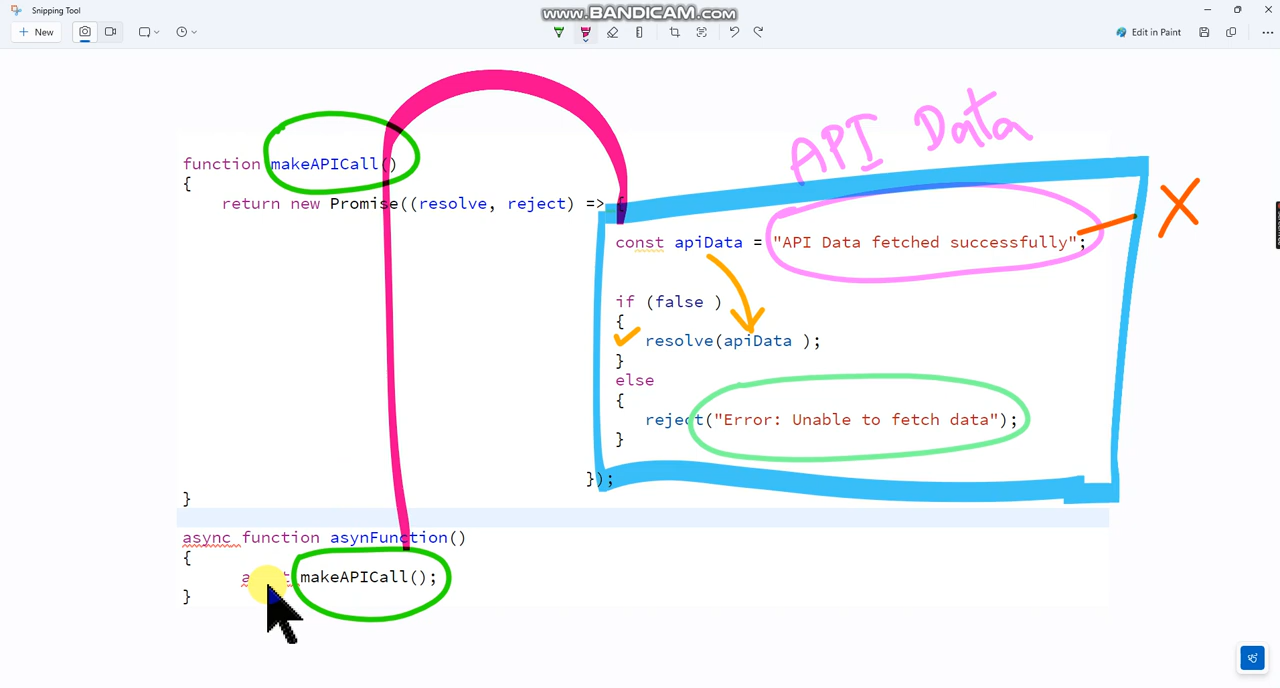 Snipping Tool
www.BANDICAM.com
New
Edit in Paint
API Data
function makeAPICall()
{
return new Promise((resolve, reject) => {
const apiData = "API Data fetched successfully";
X
if (false )
{
resolve(apiData );
}
else
{
reject("Error: Unable to fetch data");
}
});
}
async function asynFunction()
{
makeAPICall();
}